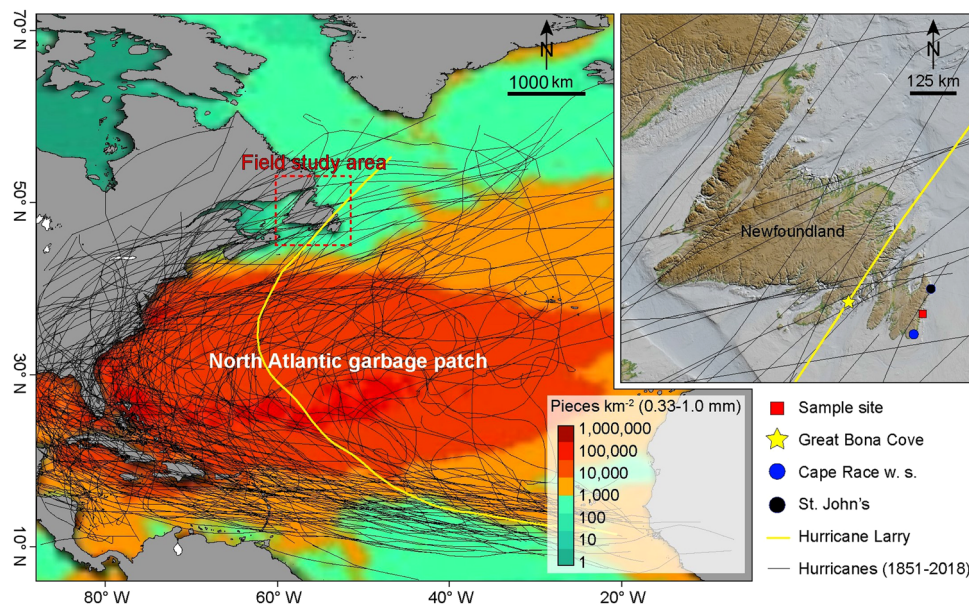 70° N
50° N
30° N
10° N
80° W
60° W
40° W
20° W
N
1000 km
Field study area
North Atlantic garbage patch
Pieces km-2 (0.33-1.0 mm)
1,000,000
100,000
10,000
1,000
100
10
1
N
125 km
Newfoundland
Sample site
Great Bona Cove
Cape Race w. s.
St. John's
Hurricane Larry
Hurricanes (1851-2018)